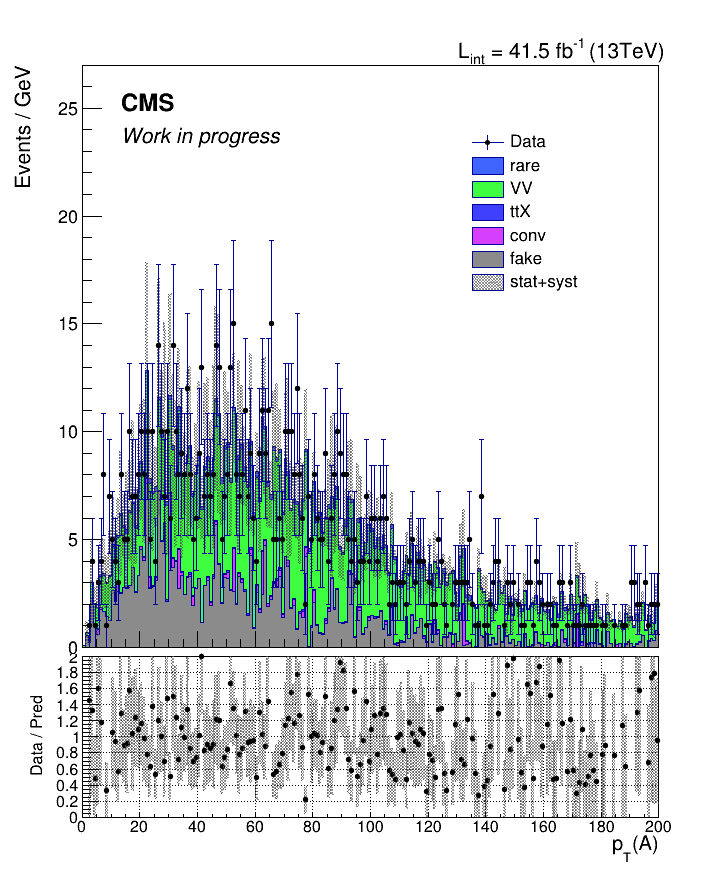 L_int = 41.5 fb^-1 (13TeV)
Events / GeV
CMS
Work in progress
Data
rare
VV
ttX
conv
fake
stat+syst
25
20
15
10
5
0
Data / Pred
2
1.8
1.6
1.4
1.2
1
0.8
0.6
0.4
0.2
0
0 20 40 60 80 100 120 140 160 180 200
p_T(A)